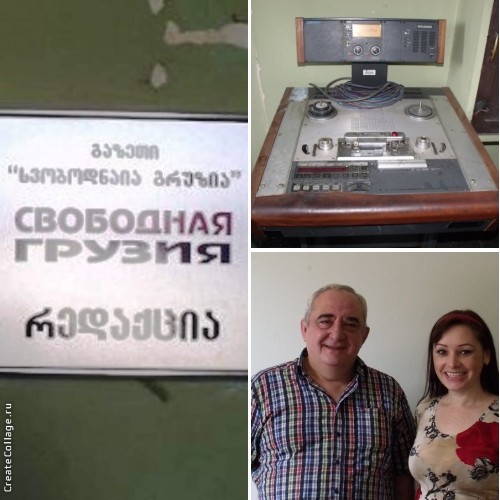 გაზეთი
“სვობოდნაია გრუზია”
СВОБОДНАЯ
ГРУЗИЯ
რედაქცია
CreateCollage.ru